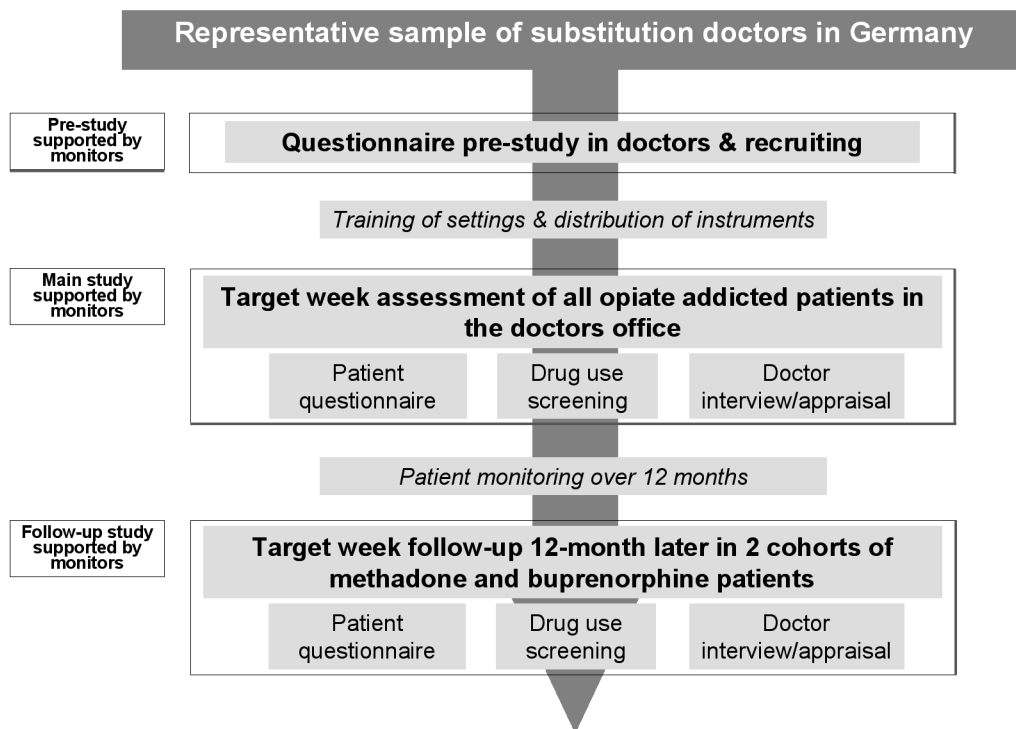 Representative sample of substitution doctors in Germany
Pre-study
supported by
monitors
Questionnaire pre-study in doctors & recruiting
Training of settings & distribution of instruments
Main study
supported by
monitors
Target week assessment of all opiate addicted patients in
the doctors office
Patient
questionnaire
Drug use
screening
Doctor
interview/appraisal
Patient monitoring over 12 months
Follow-up study
supported by
monitors
Target week follow-up 12-month later in 2 cohorts of
methadone and buprenorphine patients
Patient
questionnaire
Drug use
screening
Doctor
interview/appraisal